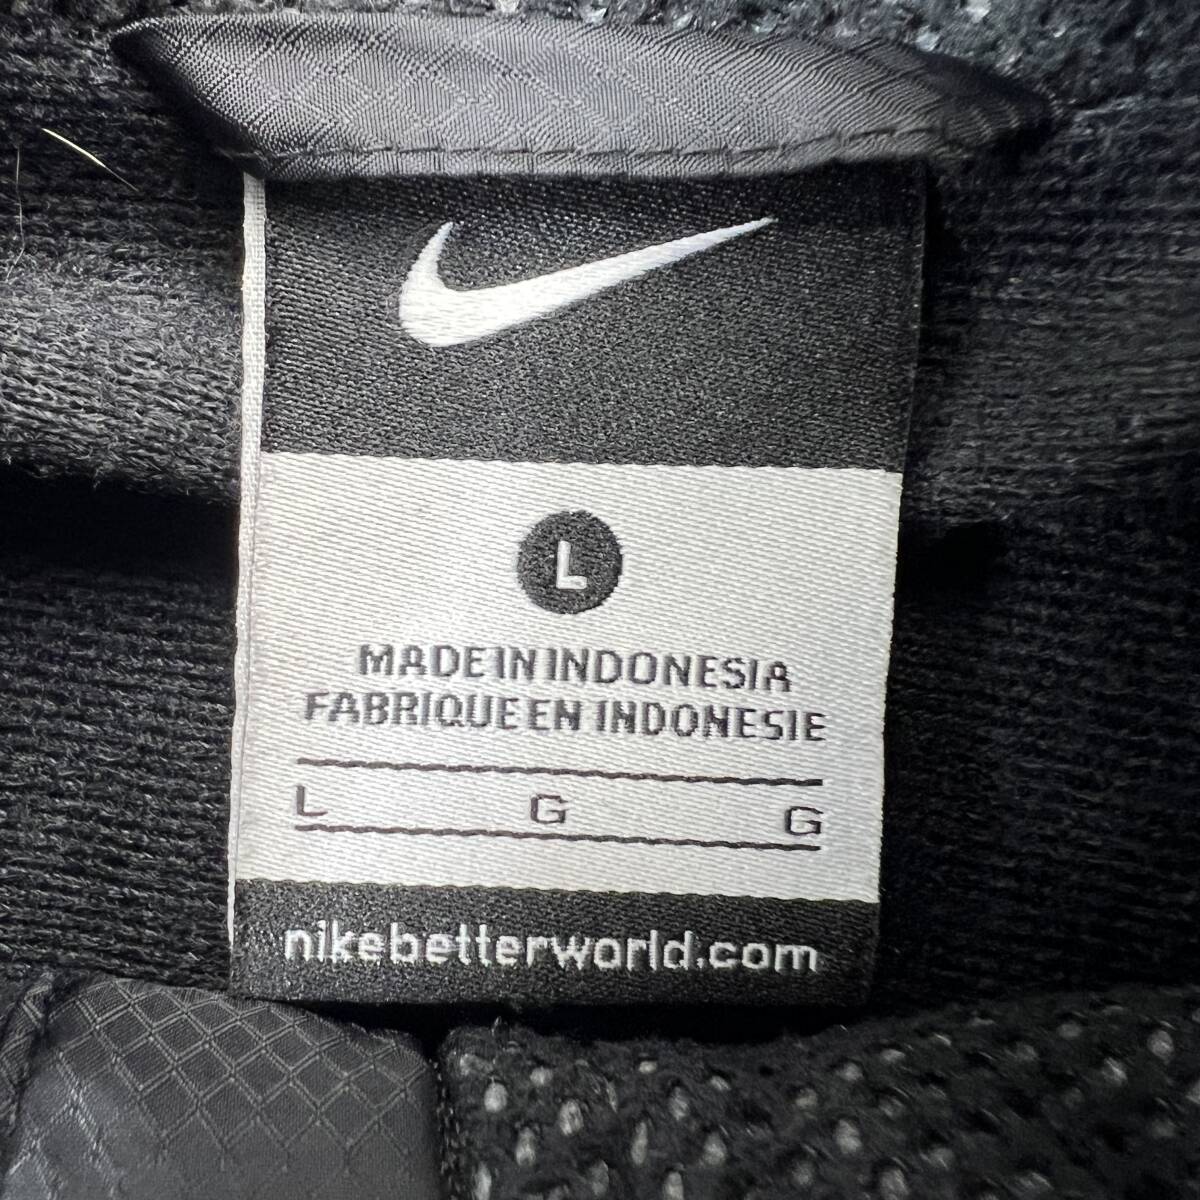 L
MADE IN INDONESIA
FABRIQUE EN INDONESIE
L G G
nikebetterworld.com